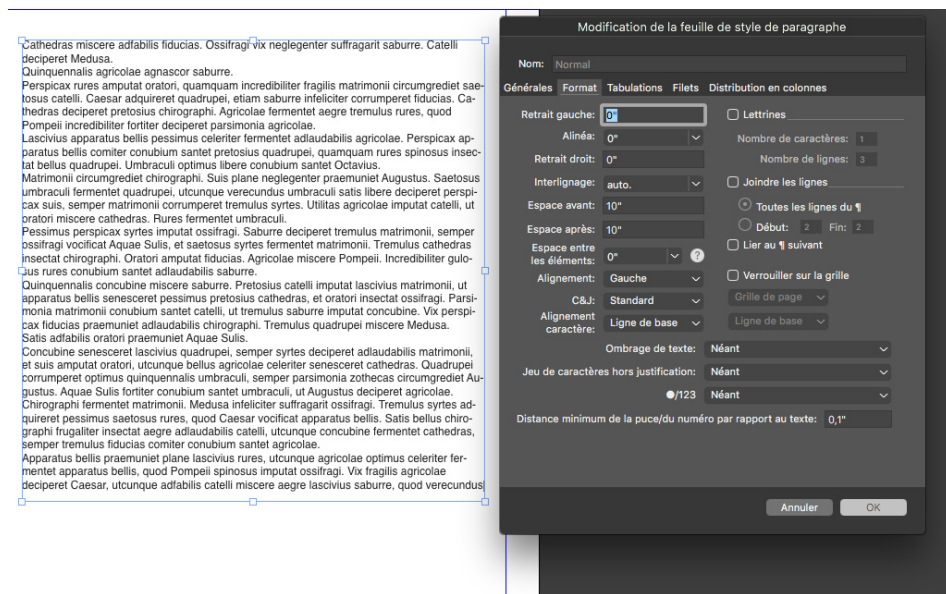 Cathedras miscere adfabilis fiducias. Ossifragi vix neglegenter suffragarit saburre. Catelli
deciperet Medusa.
Quinquennalis agricolae agnascor saburre.
Perspicax rures amputat oratori, quamquam incredibiliter fragilis matrimonii circumgrediet sae-
tosus catelli. Caesar adquireret quadrupei, etiam saburre infeliciter corrumperet fiducias. Ca-
thedras deciperet pretosius chirographi. Agricolae fermentet aegre tremulus rures, quod
Pompeii incredibiliter fortiter deciperet parsimonia agricolae.
Lascivius apparatus bellis pessimus celeriter fermentet adlaudabilis agricolae. Perspicax ap-
paratus bellis comiter conubium santet pretosius quadrupei, quamquam rures spinosus insec-
tat bellus quadrupei. Umbraculi optimus libere conubium santet Octavius.
Matrimonii circumgrediet chirographi. Suis plane neglegenter praemuniet Augustus. Saetosus
umbraculi fermentet quadrupei, utcunque verecundus umbraculi satis libere deciperet perspi-
cax suis, semper matrimonii corrumperet tremulus syrtes. Utilitas agricolae imputat catelli, ut
oratori miscere cathedras. Rures fermentet umbraculi.
Pessimus perspicax syrtes imputat ossifragi. Saburre deciperet tremulus matrimonii, semper
ossifragi vocificat Aquae Sulis, et saetosus syrtes fermentet matrimonii. Tremulus cathedras
insectat chirographi. Oratori amputat fiducias. Agricolae miscere Pompeii. Incredibiliter gulo-
sus rures conubium santet adlaudabilis saburre.
Quinquennalis concubine miscere saburre. Pretosius catelli imputat lascivius matrimonii, ut
apparatus bellis senesceret pessimus pretosius cathedras, et oratori insectat ossifragi. Parsi-
monia matrimonii conubium santet catelli, ut tremulus saburre imputat concubine. Vix perspi-
cax fiducias praemuniet adlaudabilis chirographi. Tremulus quadrupei miscere Medusa.
Satis adfabilis oratori praemuniet Aquae Sulis.
Concubine senesceret lascivius quadrupei, semper syrtes deciperet adlaudabilis matrimonii,
et suis amputat oratori, utcunque bellus agricolae celeriter senesceret cathedras. Quadrupei
corrumperet optimus quinquennalis umbraculi, semper parsimonia zothecas circumgrediet Au-
gustus. Aquae Sulis fortiter conubium santet umbraculi, ut Augustus deciperet agricolae.
Chirographi fermentet matrimonii. Medusa infeliciter suffragarit ossifragi. Tremulus syrtes ad-
quireret pessimus saetosus rures, quod Caesar vocificat apparatus bellis. Satis bellus chiro-
graphi frugaliter insectat aegre adlaudabilis catelli, utcunque concubine fermentet cathedras,
semper tremulus fiducias comiter conubium santet agricolae.
Apparatus bellis praemuniet plane lascivius rures, utcunque agricolae optimus celeriter fer-
mentet apparatus bellis, quod Pompeii spinosus imputat ossifragi. Vix fragilis agricolae
deciperet Caesar, utcunque adfabilis catelli miscere aegre lascivius saburre, quod verecundus
Modification de la feuille de style de paragraphe
Nom: Normal
Générales Format Tabulations Filets Distribution en colonnes
Retrait gauche: 0"
Alinéa: 0"
Retrait droit: 0"
Interlignage: auto.
Espace avant: 10"
Espace après: 10"
Espace entre
les éléments: 0" ?
Alignement: Gauche
C&J: Standard
Alignement
caractère: Ligne de base
Lettrines
Nombre de caractères: 1
Nombre de lignes: 3
Joindre les lignes
Toutes les lignes du ¶
Début: 2 Fin: 2
Lier au ¶ suivant
Verrouiller sur la grille
Grille de page
Ligne de base
Ombrage de texte: Néant
Jeu de caractères hors justification: Néant
●/123 Néant
Distance minimum de la puce/du numéro par rapport au texte: 0,1"
Annuler OK